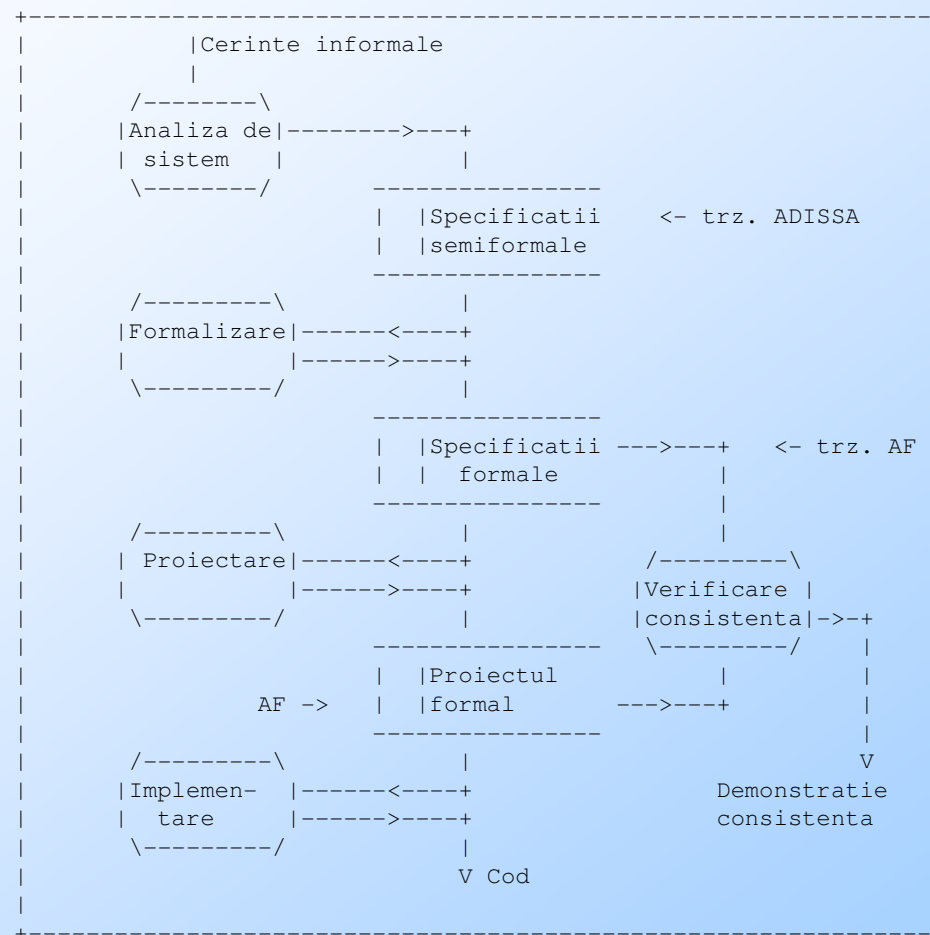 Cerinte informale
Analiza de
sistem
Specificatii <- trz. ADISSA
semiformale
Formalizare
Specificatii <- trz. AF
formale
Proiectare
Verificare
consistenta
Proiectul
AF -> formal
V
Implemen- Demonstratie
tare consistenta
V Cod